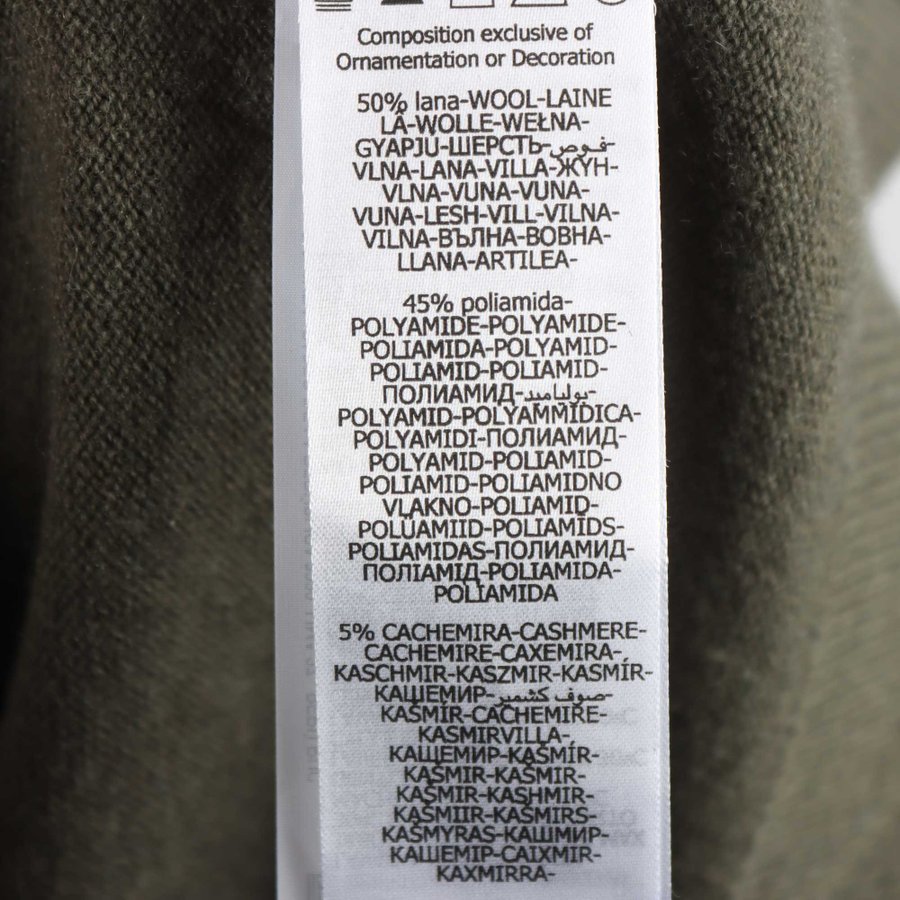 Composition exclusive of
Ornamentation or Decoration
50% lana-WOOL-LAINE
LÃ-WOLLE-WEŁNA-
GYAPJÚ-ШЕРСТЬ-صوف-
VLNA-LANA-VILLA-ЖҮН-
VLNA-VUNA-VUNA-
VUNA-LESH-VILL-VILNA-
VILNA-ВЪЛНА-ВОВНА-
LLANA-ARTILEA-
45% poliamida-
POLYAMIDE-POLYAMIDE-
POLIAMIDA-POLYAMID-
POLIAMID-POLIAMID-
ПОЛИАМИД-بولياميد-
POLYAMID-POLYAMMIDICA-
POLYAMIDI-ПОЛИАМИД-
POLYAMID-POLIAMID-
POLIAMID-POLIAMIDNO
VLAKNO-POLIAMID-
POLÜAMIID-POLIAMĪDS-
POLIAMIDAS-ПОЛИАМИД-
ПОЛІАМІД-POLIAMIDA-
POLIAMIDA
5% CACHEMIRA-CASHMERE-
CACHEMIRE-CAXEMIRA-
KASCHMIR-KASZMIR-KASMÍR-
КАШЕМИР-صوف كشمير-
KAŠMÍR-CACHEMIRE-
KASMIRVILLA-
КАШЕМИР-KAŠMÍR-
KAŠMIR-KAŠMIR-
KAŠMIR-KASHMIR-
KAŠMIIR-KAŠMIRS-
KAŠMYRAS-КАШМИР-
КАШЕМІР-CAIXMIR-
KAXMIRRA-